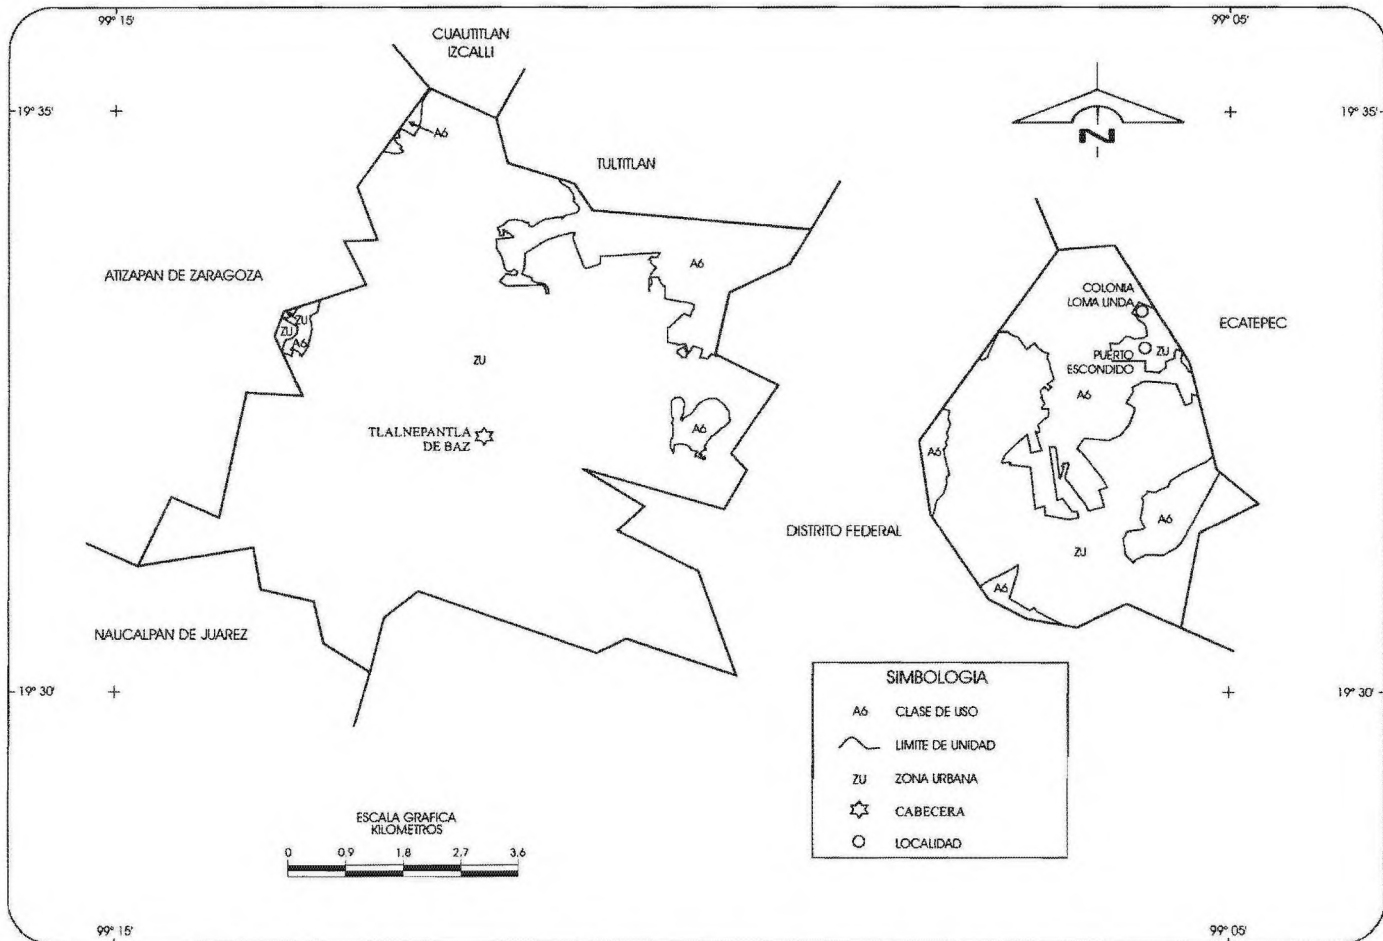 99° 15'
99° 05'
CUAUTITLAN
IZCALLI
19° 35'
19° 35'
A6
N
TULTITLAN
ATIZAPAN DE ZARAGOZA
A6
COLONIA
LOMA LINDA
ECATEPEC
ZU
ZU
A6
ZU
PUERTO
ESCONDIDO
ZU
A6
TLALNEPANTLA
DE BAZ
A6
A6
DISTRITO FEDERAL
A6
ZU
A6
NAUCALPAN DE JUAREZ
19° 30'
19° 30'
SIMBOLOGIA
A6 CLASE DE USO
LIMITE DE UNIDAD
ZU ZONA URBANA
CABECERA
LOCALIDAD
ESCALA GRAFICA
KILOMETROS
0 0.9 1.8 2.7 3.6
99° 15'
99° 05'